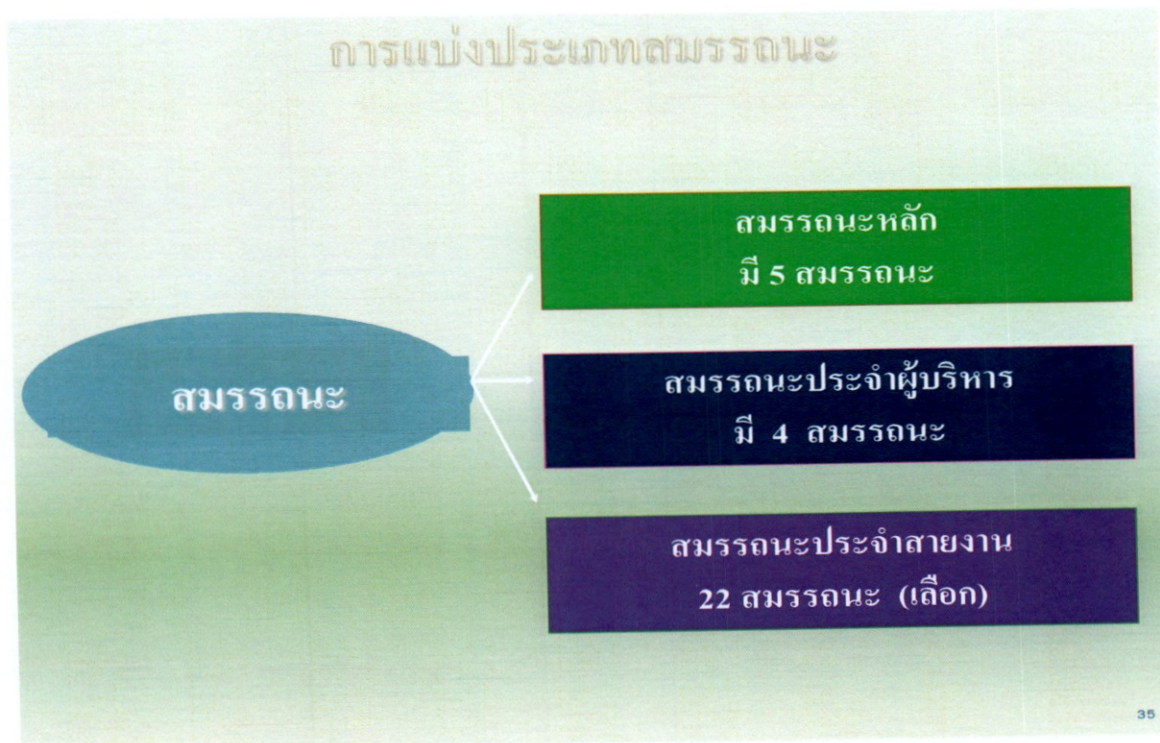 การแบ่งประเภทสมรรถนะ
สมรรถนะหลัก
มี 5 สมรรถนะ
สมรรถนะ
สมรรถนะประจำผู้บริหาร
มี 4 สมรรถนะ
สมรรถนะประจำสายงาน
22 สมรรถนะ (เลือก)
35